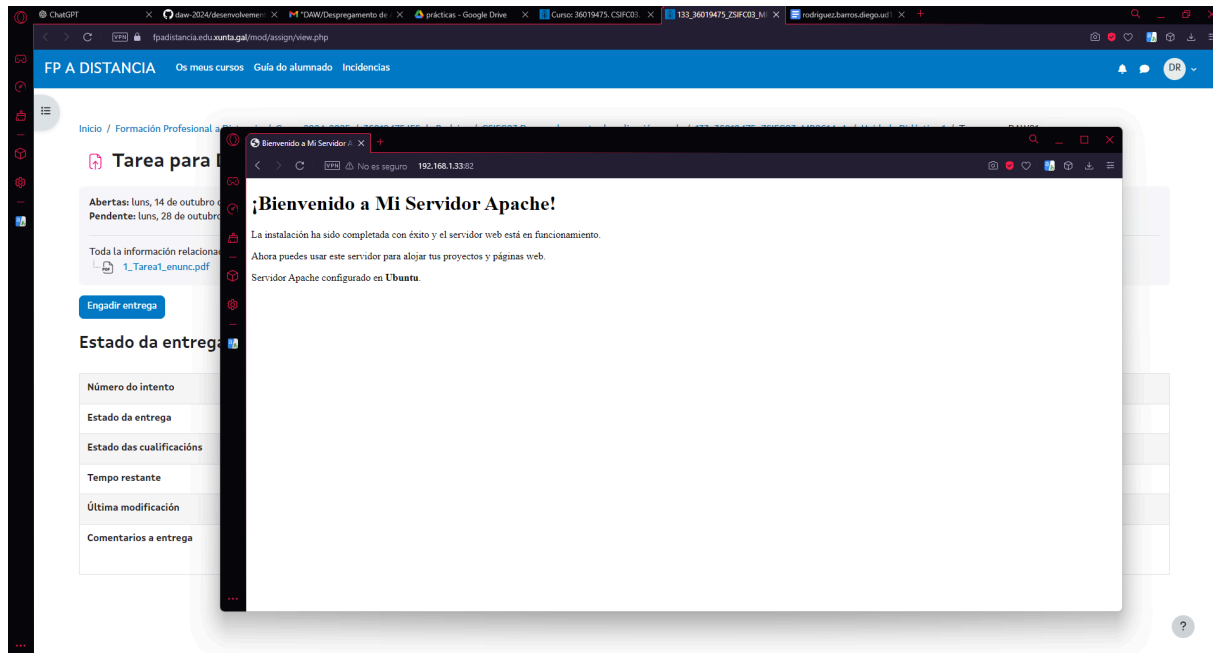 ChatGPT
daw-2024/desenvolvement
"DAW/Despregamento de
prácticas - Google Drive
Curso: 36019475. CSIFC03.
133_36019475_ZSIFC03_M
rodriguez.barros.diego.ud1
VPN
fpadistancia.edu.xunta.gal/mod/assign/view.php
FP A DISTANCIA
Os meus cursos
Guía do alumnado
Incidencias
DR
Inicio / Formación Profesional a
Tarea para
Abertas: luns, 14 de outubro
Pendente: luns, 28 de outubro
Toda la información
1_Tarea1_enunc.pdf
Engadir entrega
Estado da entrega
Número do intento
Estado da entrega
Estado das cualificacións
Tempo restante
Última modificación
Comentarios a entrega
Bienvenido a Mi Servidor A
VPN
No es seguro
192.168.1.33:82
¡Bienvenido a Mi Servidor Apache!
La instalación ha sido completada con éxito y el servidor web está en funcionamiento.
Ahora puedes usar este servidor para alojar tus proyectos y páginas web.
Servidor Apache configurado en Ubuntu.
?